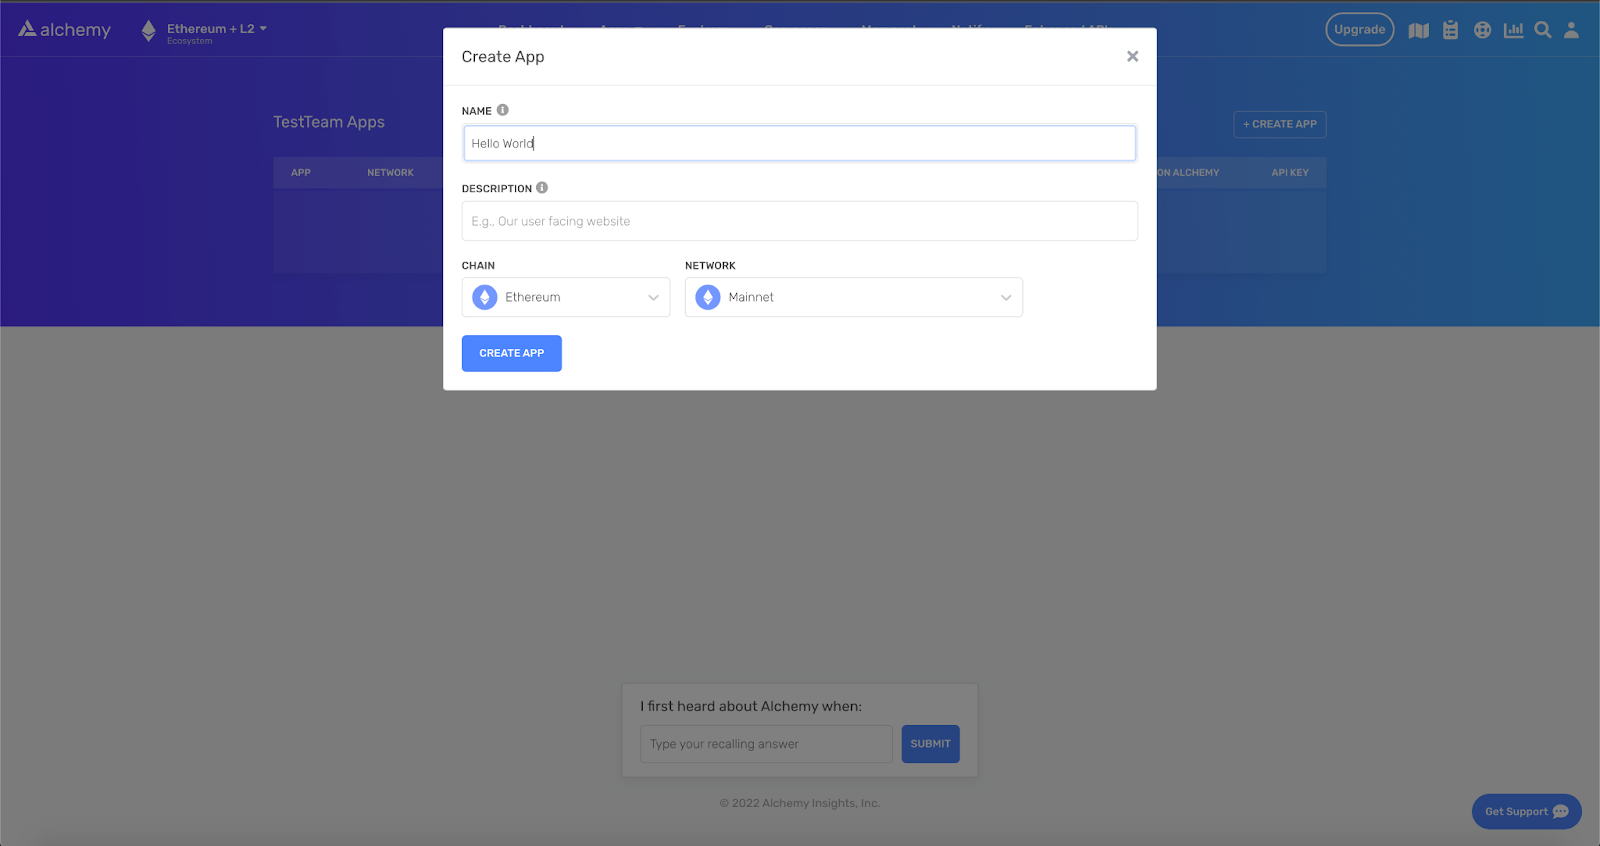 alchemy
Ethereum + L2
Ecosystem
Upgrade
Create App
TestTeam Apps
+ CREATE APP
NAME
Hello World
APP NETWORK
ON ALCHEMY API KEY
DESCRIPTION
E.g., Our user facing website
CHAIN NETWORK
Ethereum Mainnet
CREATE APP
I first heard about Alchemy when:
Type your recalling answer SUBMIT
© 2022 Alchemy Insights, Inc.
Get Support